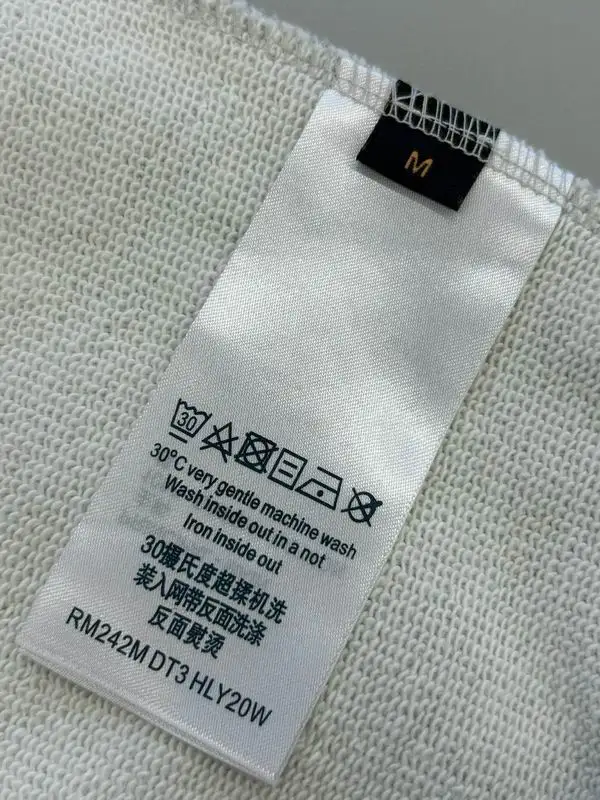 M
30
30°C very gentle machine wash
Wash inside out in a not
Iron inside out
30摄氏度超揉机洗
装入网带反面洗涤
反面熨烫
RM242M DT3 HLY20W